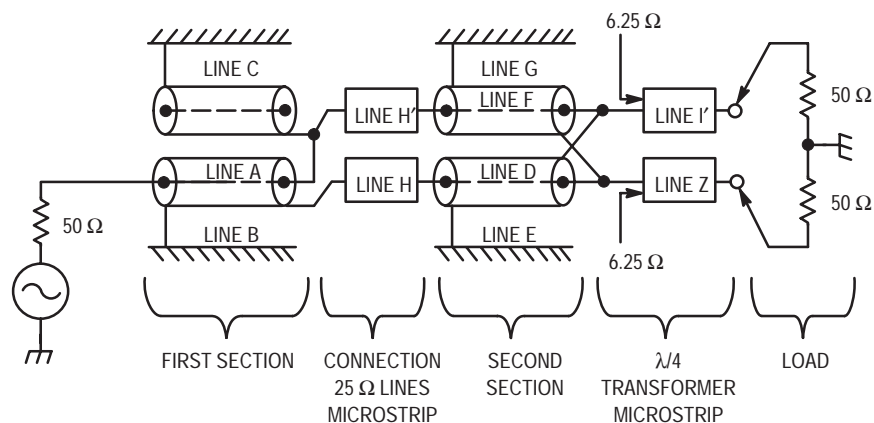 6.25 Ω
LINE C
LINE G
LINE F
LINE H′
LINE I′
50 Ω
LINE A
LINE H
LINE D
LINE Z
50 Ω
50 Ω
LINE B
LINE E
6.25 Ω
FIRST SECTION
CONNECTION
25 Ω LINES
MICROSTRIP
SECOND
SECTION
λ/4
TRANSFORMER
MICROSTRIP
LOAD